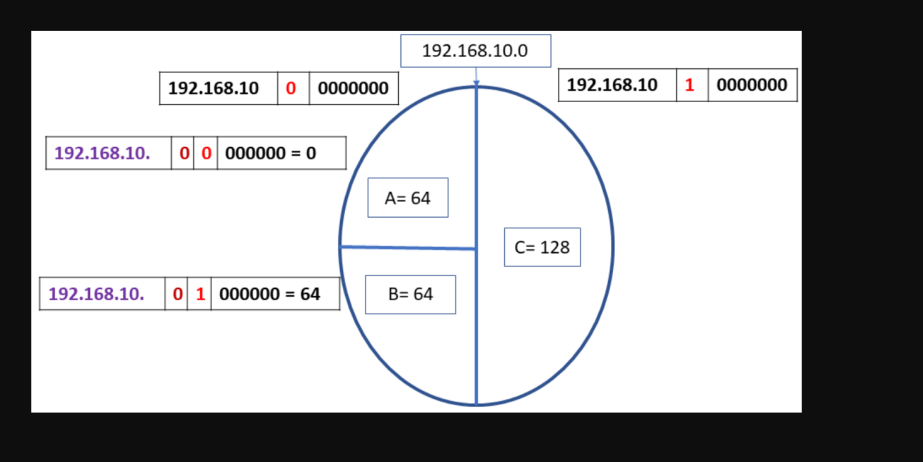 192.168.10.0
192.168.10 0 0000000
192.168.10 1 0000000
192.168.10. 0 0 000000 = 0
A= 64
C= 128
192.168.10. 0 1 000000 = 64
B= 64